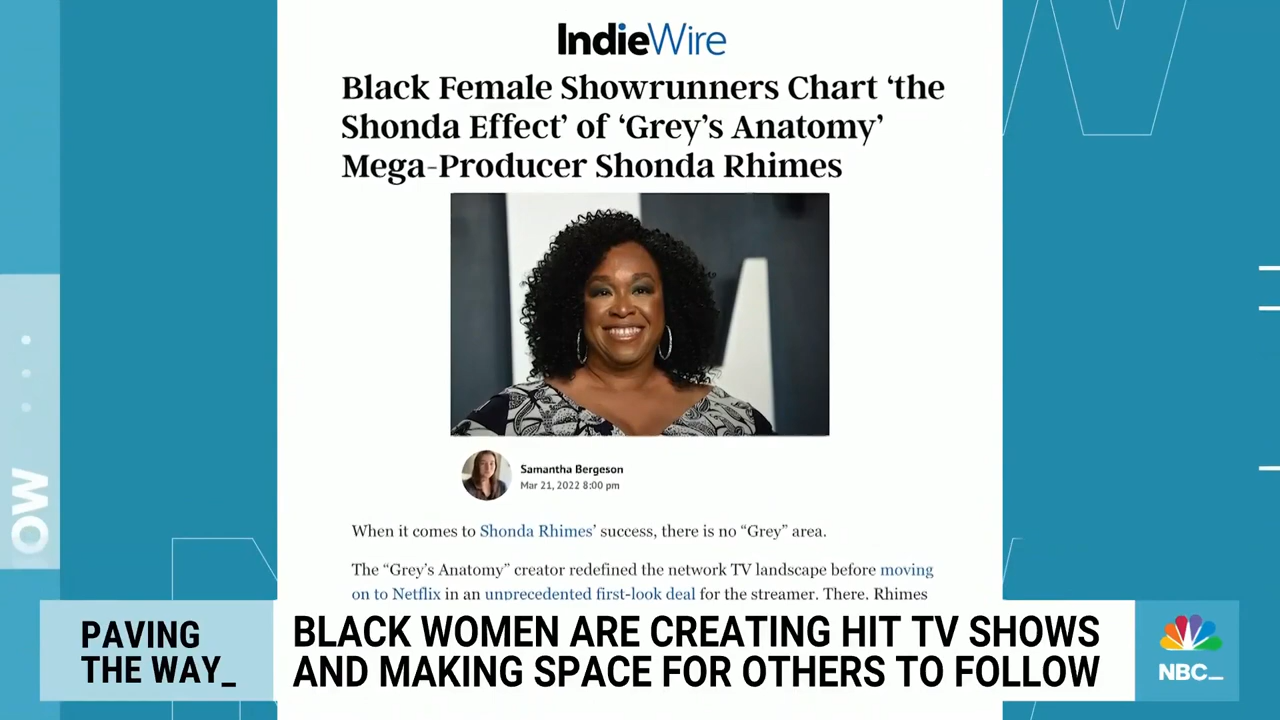 IndieWire
Black Female Showrunners Chart ‘the
Shonda Effect’ of ‘Grey’s Anatomy’
Mega-Producer Shonda Rhimes
Samantha Bergeson
Mar 21, 2022 8:00 pm
When it comes to Shonda Rhimes’ success, there is no “Grey” area.
The “Grey’s Anatomy” creator redefined the network TV landscape before moving
on to Netflix in an unprecedented first-look deal for the streamer. There, Rhimes
OW
PAVING
THE WAY_
BLACK WOMEN ARE CREATING HIT TV SHOWS
AND MAKING SPACE FOR OTHERS TO FOLLOW
NBC_